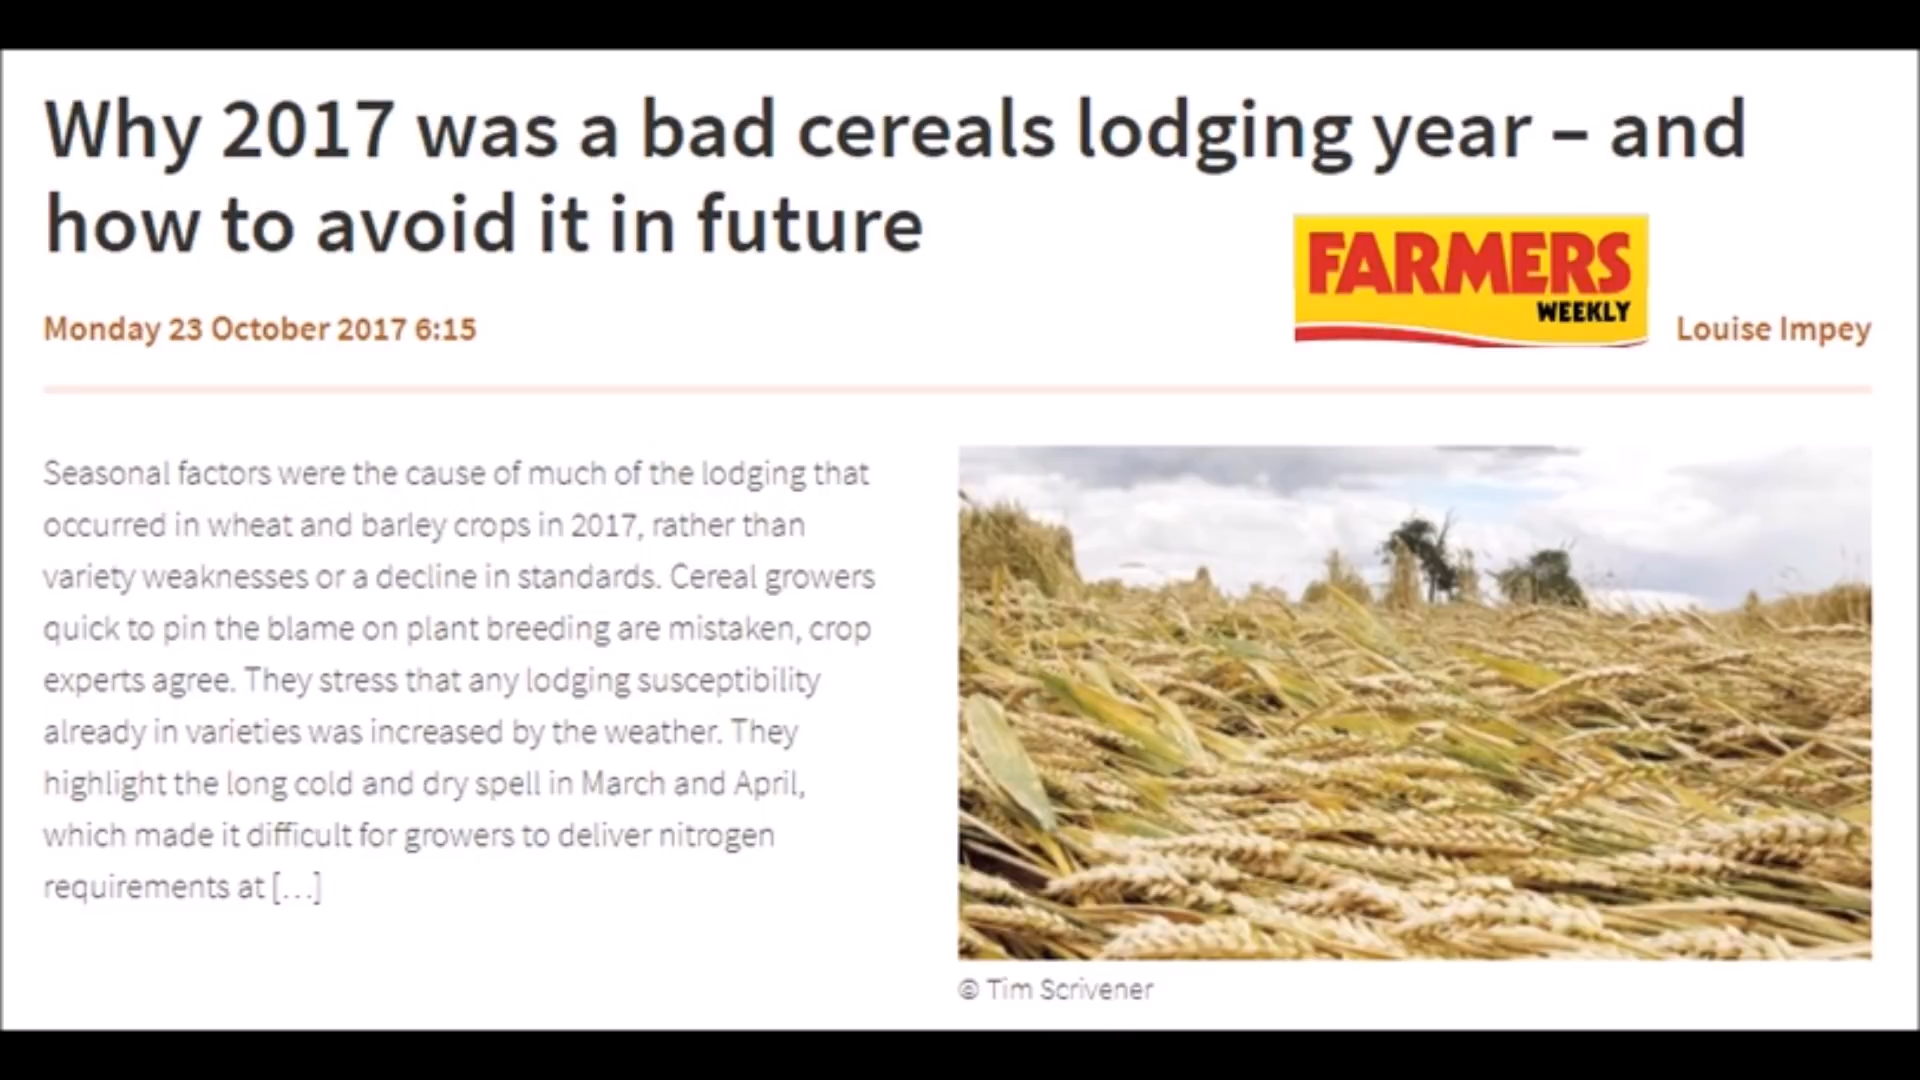 Why 2017 was a bad cereals lodging year – and
how to avoid it in future
FARMERS
WEEKLY
Monday 23 October 2017 6:15
Louise Impey
Seasonal factors were the cause of much of the lodging that
occurred in wheat and barley crops in 2017, rather than
variety weaknesses or a decline in standards. Cereal growers
quick to pin the blame on plant breeding are mistaken, crop
experts agree. They stress that any lodging susceptibility
already in varieties was increased by the weather. They
highlight the long cold and dry spell in March and April,
which made it difficult for growers to deliver nitrogen
requirements at […]
© Tim Scrivener